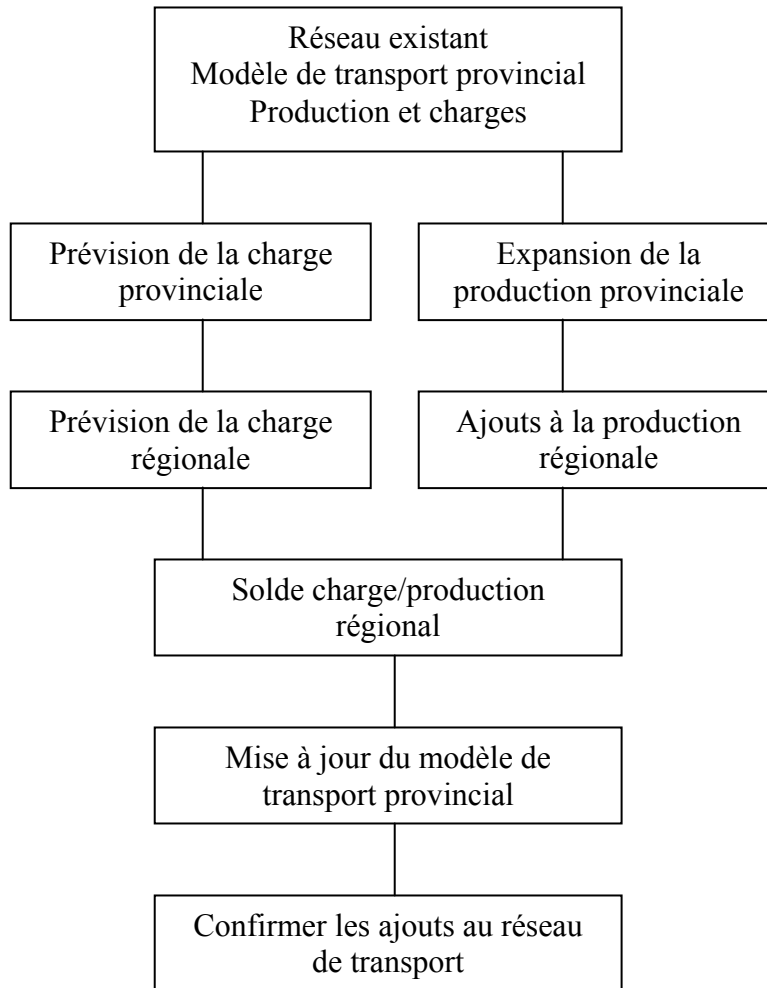 Réseau existant
Modèle de transport provincial
Production et charges
Prévision de la charge
provinciale
Expansion de la
production provinciale
Prévision de la charge
régionale
Ajouts à la production
régionale
Solde charge/production
régional
Mise à jour du modèle de
transport provincial
Confirmer les ajouts au réseau
de transport